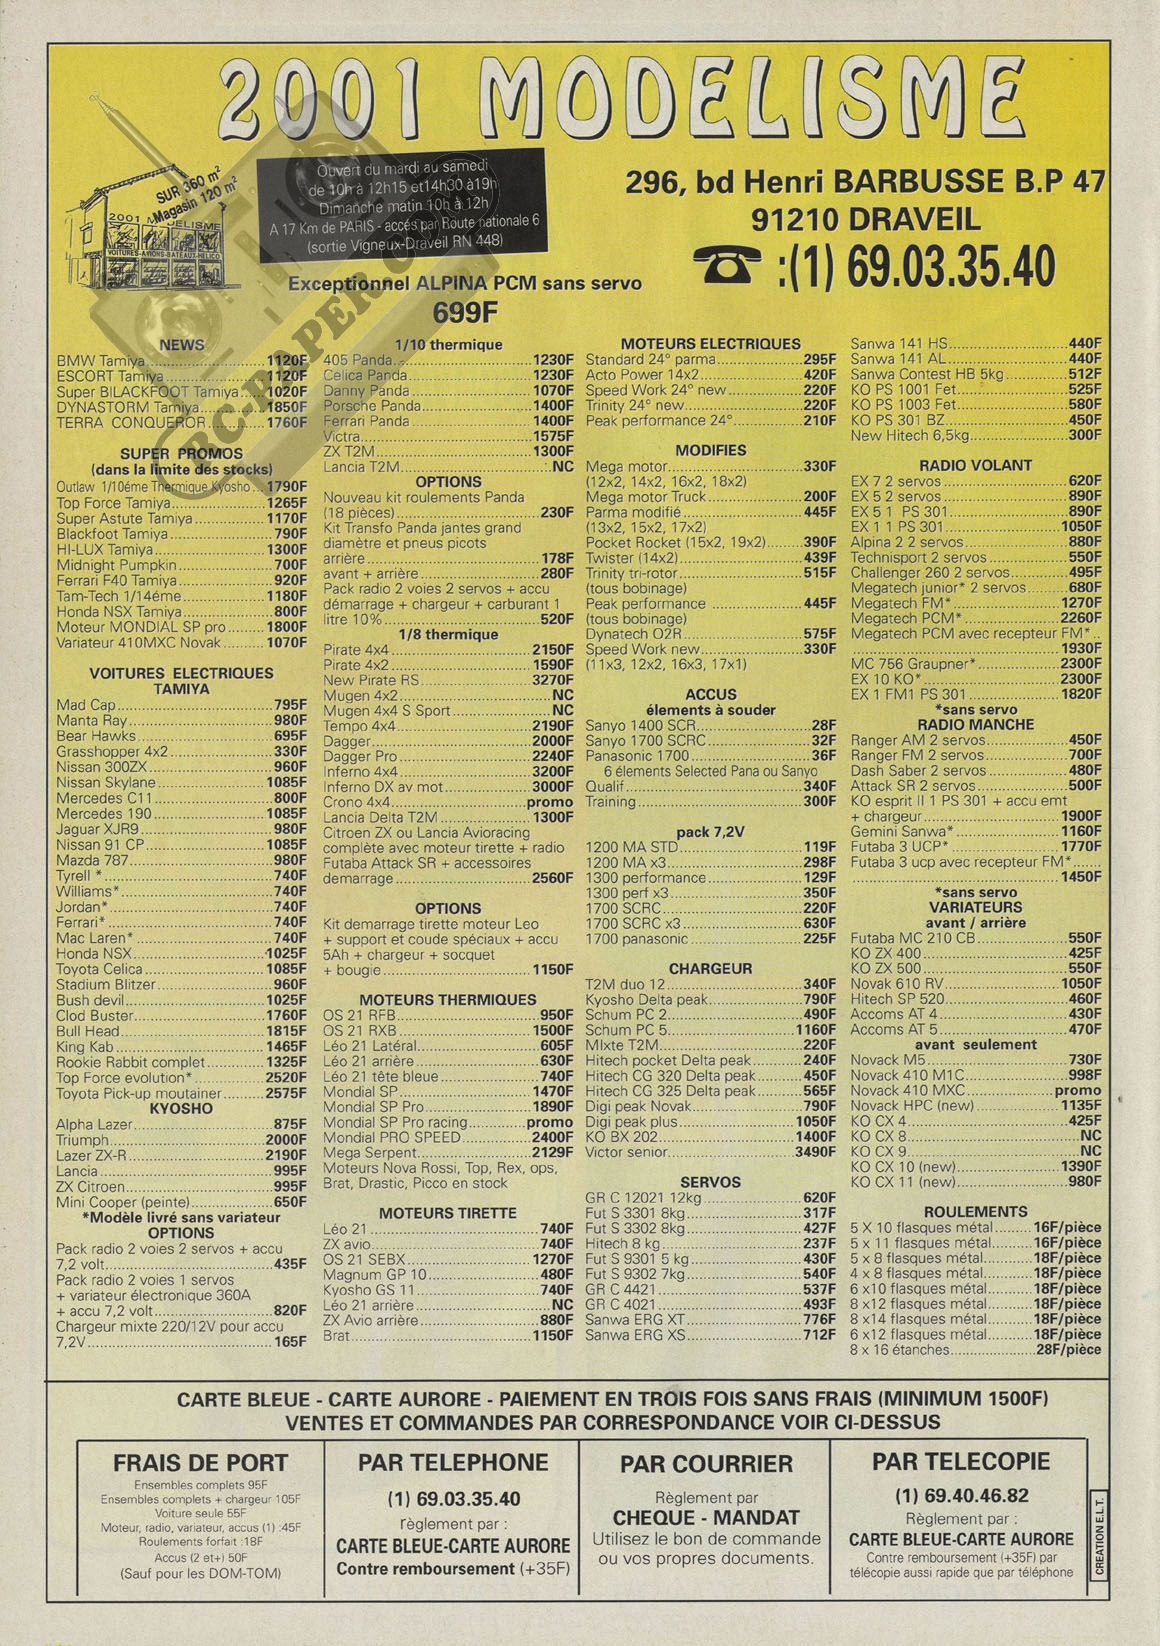 2001 MODELISME
SUR 360 m²
Magasin 120 m²
VOITURES-AVIONS-BATEAUX-HELICO
Ouvert du mardi au samedi
de 10h à 12h15 et14h30 à19h
Dimanche matin 10h à 12h
A 17 Km de PARIS - accés par Route nationale 6
(sortie Vigneux-Draveil RN 448)
296, bd Henri BARBUSSE B.P 47
91210 DRAVEIL
:(1) 69.03.35.40
Exceptionnel ALPINA PCM sans servo
699F
RC-PAPER.COM
NEWS
BMW Tamiya 1120F
ESCORT Tamiya 1120F
Super BILACKFOOT Tamiya 1020F
DYNASTORM Tamiya 1850F
TERRA CONQUEROR 1760F
SUPER PROMOS
(dans la limite des stocks)
Outlaw 1/10éme Thermique Kyosho 1790F
Top Force Tamiya 1265F
Super Astute Tamiya 1170F
Blackfoot Tamiya 790F
HI-LUX Tamiya 1300F
Midnight Pumpkin 700F
Ferrari F40 Tamiya 920F
Tam-Tech 1/14éme 1180F
Honda NSX Tamiya 800F
Moteur MONDIAL SP pro 1800F
Variateur 410MXC Novak 1070F
VOITURES ELECTRIQUES
TAMIYA
Mad Cap 795F
Manta Ray 980F
Bear Hawks 695F
Grasshopper 4x2 330F
Nissan 300ZX 960F
Nissan Skylane 1085F
Mercedes C11 800F
Mercedes 190 1085F
Jaguar XJR9 980F
Nissan 91 CP 1085F
Mazda 787 980F
Tyrell * 740F
Williams* 740F
Jordan* 740F
Ferrari* 740F
Mac Laren* 740F
Honda NSX 1025F
Toyota Celica 1085F
Stadium Blitzer 960F
Bush devil 1025F
Clod Buster 1760F
Bull Head 1815F
King Kab 1465F
Rookie Rabbit complet 1325F
Top Force evolution* 2520F
Toyota Pick-up moutainer 2575F
KYOSHO
Alpha Lazer 875F
Triumph 2000F
Lazer ZX-R 2190F
Lancia 995F
ZX Citroen 995F
Mini Cooper (peinte) 650F
*Modèle livré sans variateur
OPTIONS
Pack radio 2 voies 2 servos + accu
7,2 volt 435F
Pack radio 2 voies 1 servos
+ variateur électronique 360A
+ accu 7,2 volt 820F
Chargeur mixte 220/12V pour accu
7,2V 165F
1/10 thermique
405 Panda 1230F
Celica Panda 1230F
Danny Panda 1070F
Porsche Panda 1400F
Ferrari Panda 1400F
Victra 1575F
ZX T2M 1300F
Lancia T2M NC
OPTIONS
Nouveau kit roulements Panda
(18 pièces) 230F
Kit Transfo Panda jantes grand
diamètre et pneus picots
arrière 178F
avant + arrière 280F
Pack radio 2 voies 2 servos + accu
démarrage + chargeur + carburant 1
litre 10% 520F
1/8 thermique
Pirate 4x4 2150F
Pirate 4x2 1590F
New Pirate RS 3270F
Mugen 4x2 NC
Mugen 4x4 S Sport NC
Tempo 4x4 2190F
Dagger 2000F
Dagger Pro 2240F
Inferno 4x4 3200F
Inferno DX av mot 3000F
Crono 4x4 promo
Lancia Delta T2M 1300F
Citroen ZX ou Lancia Avioracing
complète avec moteur tirette + radio
Futaba Attack SR + accessoires
demarrage 2560F
OPTIONS
Kit demarrage tirette moteur Leo
+ support et coude spéciaux + accu
5Ah + chargeur + socquet
+ bougie 1150F
MOTEURS THERMIQUES
OS 21 RFB 950F
OS 21 RXB 1500F
Léo 21 Latéral 605F
Léo 21 arrière 630F
Léo 21 tête bleue 740F
Mondial SP 1470F
Mondial SP Pro 1890F
Mondial SP Pro racing promo
Mondial PRO SPEED 2400F
Mega Serpent 2129F
Moteurs Nova Rossi, Top, Rex, ops,
Brat, Drastic, Picco en stock
MOTEURS TIRETTE
Léo 21 740F
ZX avio 740F
OS 21 SEBX 1270F
Magnum GP 10 480F
Kyosho GS 11 740F
Léo 21 arrière NC
ZX Avio arrière 880F
Brat 1150F
MOTEURS ELECTRIQUES
Standard 24° parma 295F
Acto Power 14x2 420F
Speed Work 24° new 220F
Trinity 24° new 220F
Peak performance 24° 210F
MODIFIES
Mega motor 330F
(12x2, 14x2, 16x2, 18x2)
Mega motor Truck 200F
Parma modifié 445F
(13x2, 15x2, 17x2)
Pocket Rocket (15x2, 19x2) 390F
Twister (14x2) 439F
Trinity tri-rotor 515F
(tous bobinage)
Peak performance 445F
(tous bobinage)
Dynatech O2R 575F
Speed Work new 330F
(11x3, 12x2, 16x3, 17x1)
ACCUS
élements à souder
Sanyo 1400 SCR 28F
Sanyo 1700 SCRC 32F
Panasonic 1700 36F
6 élements Selected Pana ou Sanyo
Qualif 340F
Training 300F
pack 7,2V
1200 MA STD 119F
1200 MA x3 298F
1300 performance 129F
1300 perf x3 350F
1700 SCRC 220F
1700 SCRC x3 630F
1700 panasonic 225F
CHARGEUR
T2M duo 12 340F
Kyosho Delta peak 790F
Schum PC 2 490F
Schum PC 5 1160F
MIxte T2M 220F
Hitech pocket Delta peak 240F
Hitech CG 320 Delta peak 450F
Hitech CG 325 Delta peak 565F
Digi peak Novak 790F
Digi peak plus 1050F
KO BX 202 1400F
Victor senior 3490F
SERVOS
GR C 12021 12kg 620F
Fut S 3301 8kg 317F
Fut S 3302 8kg 427F
Hitech 8 kg 237F
Fut S 9301 5 kg 430F
Fut S 9302 7kg 540F
GR C 4421 537F
GR C 4021 493F
Sanwa ERG XT 776F
Sanwa ERG XS 712F
Sanwa 141 HS 440F
Sanwa 141 AL 440F
Sanwa Contest HB 5kg 512F
KO PS 1001 Fet 525F
KO PS 1003 Fet 580F
KO PS 301 BZ 450F
New Hitech 6,5kg 300F
RADIO VOLANT
EX 7 2 servos 620F
EX 5 2 servos 890F
EX 5 1 PS 301 890F
EX 1 1 PS 301 1050F
Alpina 2 2 servos 880F
Technisport 2 servos 550F
Challenger 260 2 servos 495F
Megatech junior* 2 servos 680F
Megatech FM* 1270F
Megatech PCM* 2260F
Megatech PCM avec recepteur FM*
1930F
MC 756 Graupner* 2300F
EX 10 KO* 2300F
EX 1 FM1 PS 301 1820F
*sans servo
RADIO MANCHE
Ranger AM 2 servos 450F
Ranger FM 2 servos 700F
Dash Saber 2 servos 480F
Attack SR 2 servos 500F
KO esprit II 1 PS 301 + accu emt
+ chargeur 1900F
Gemini Sanwa* 1160F
Futaba 3 UCP* 1770F
Futaba 3 ucp avec recepteur FM*
1450F
*sans servo
VARIATEURS
avant / arrière
Futaba MC 210 CB 550F
KO ZX 400 425F
KO ZX 500 550F
Novak 610 RV 1050F
Hitech SP 520 460F
Accoms AT 4 430F
Accoms AT 5 470F
avant seulement
Novack M5 730F
Novack 410 M1C 998F
Novack 410 MXC promo
Novack HPC (new) 1135F
KO CX 4 425F
KO CX 8 NC
KO CX 9 NC
KO CX 10 (new) 1390F
KO CX 11 (new) 980F
ROULEMENTS
5 X 10 flasques métal 16F/pièce
5 x 11 flasques métal 16F/pièce
5 x 8 flasques métal 18F/pièce
4 x 8 flasques métal 18F/pièce
6 x10 flasques métal 18F/pièce
8 x12 flasques métal 18F/pièce
8 x14 flasques métal 18F/pièce
6 x12 flasques métal 18F/pièce
8 x 16 étanches 28F/pièce
CARTE BLEUE - CARTE AURORE - PAIEMENT EN TROIS FOIS SANS FRAIS (MINIMUM 1500F)
VENTES ET COMMANDES PAR CORRESPONDANCE VOIR CI-DESSUS
FRAIS DE PORT
Ensembles complets 95F
Ensembles complets + chargeur 105F
Voiture seule 55F
Moteur, radio, variateur, accus (1) :45F
Roulements forfait :18F
Accus (2 et+) 50F
(Sauf pour les DOM-TOM)
PAR TELEPHONE
(1) 69.03.35.40
règlement par :
CARTE BLEUE-CARTE AURORE
Contre remboursement (+35F)
PAR COURRIER
Règlement par
CHEQUE - MANDAT
Utilisez le bon de commande
ou vos propres documents.
PAR TELECOPIE
(1) 69.40.46.82
Règlement par :
CARTE BLEUE-CARTE AURORE
Contre remboursement (+35F) par
télécopie aussi rapide que par téléphone
CREATION E.L.T.